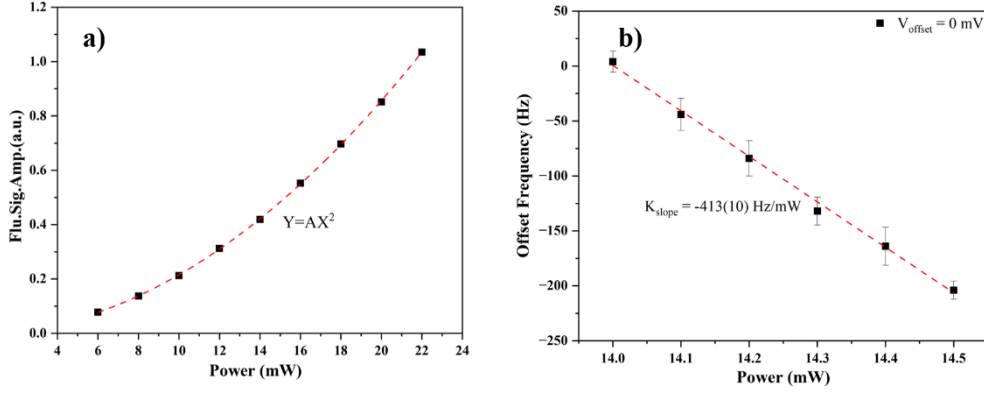 a)
Flu.Sig.Amp.(a.u.)
1.2
1.0
0.8
0.6
0.4
0.2
0.0
Y=AX²
4 6 8 10 12 14 16 18 20 22 24
Power (mW)
b)
V_offset = 0 mV
Offset Frequency (Hz)
50
0
−50
−100
−150
−200
−250
K_slope = -413(10) Hz/mW
14.0 14.1 14.2 14.3 14.4 14.5
Power (mW)